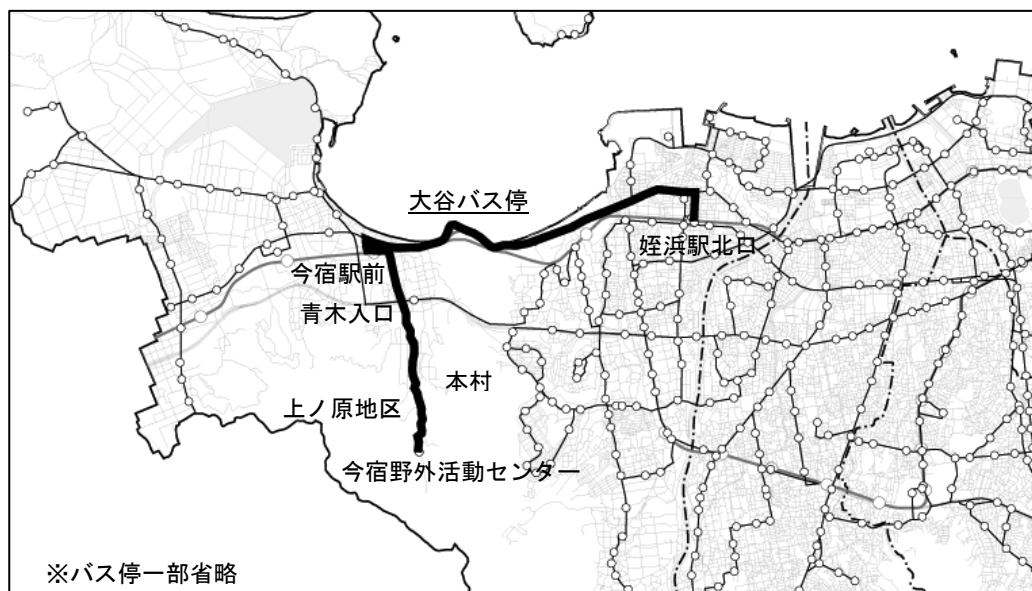 大谷バス停
姪浜駅北口
今宿駅前
青木入口
本村
上ノ原地区
今宿野外活動センター
※バス停一部省略